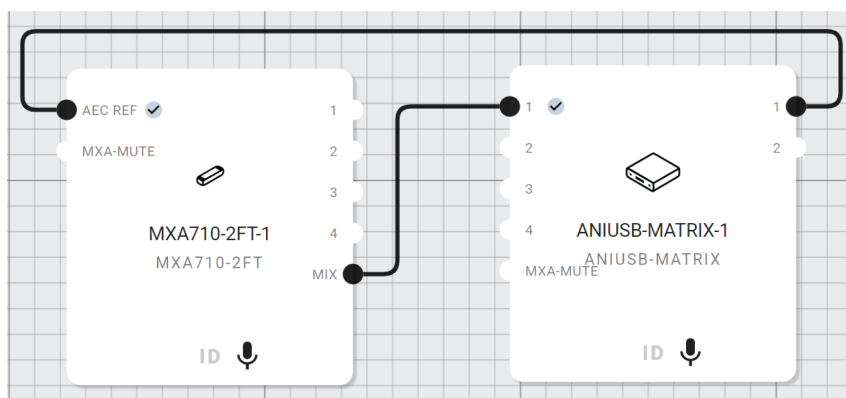 AEC REF
1
MXA-MUTE
2
3
4
MXA710-2FT-1
MXA710-2FT
MIX
ID
1
1
2
2
3
4
ANIUSB-MATRIX-1
ANIUSB-MATRIX
MXA-MUTE
ID